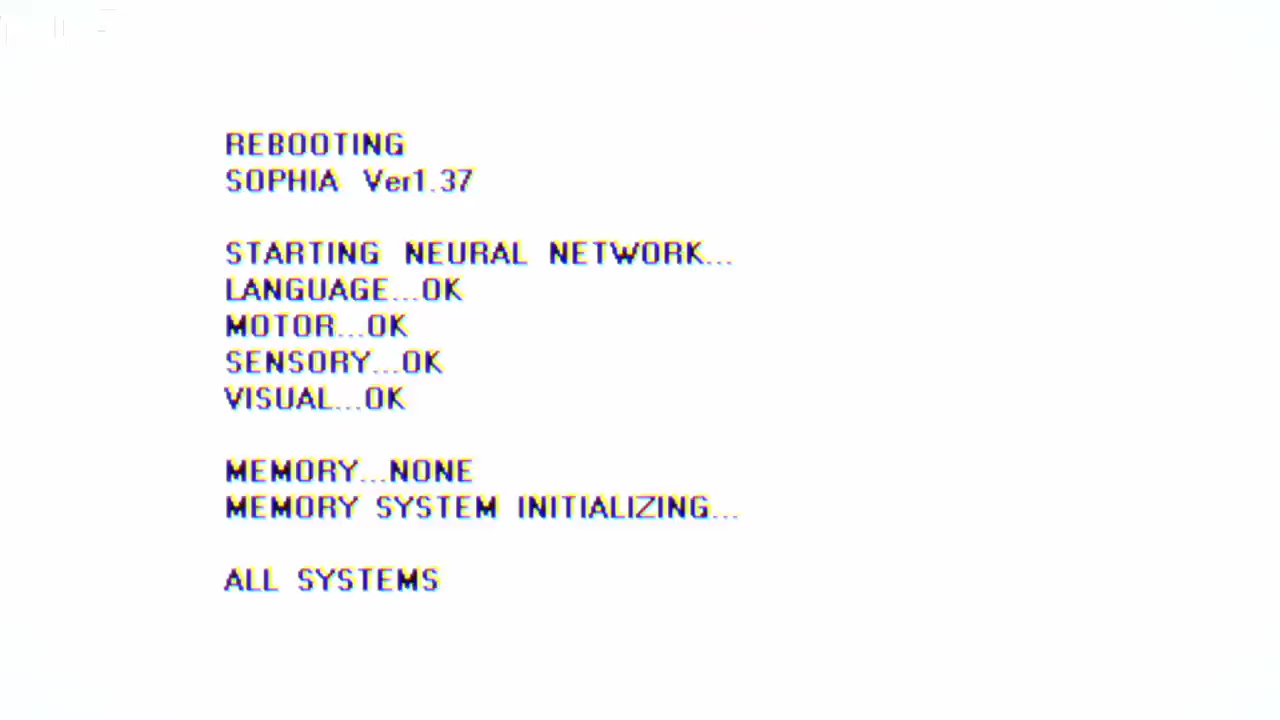 REBOOTING
SOPHIA Ver1.37
STARTING NEURAL NETWORK...
LANGUAGE...OK
MOTOR...OK
SENSORY...OK
VISUAL...OK
MEMORY...NONE
MEMORY SYSTEM INITIALIZING...
ALL SYSTEMS